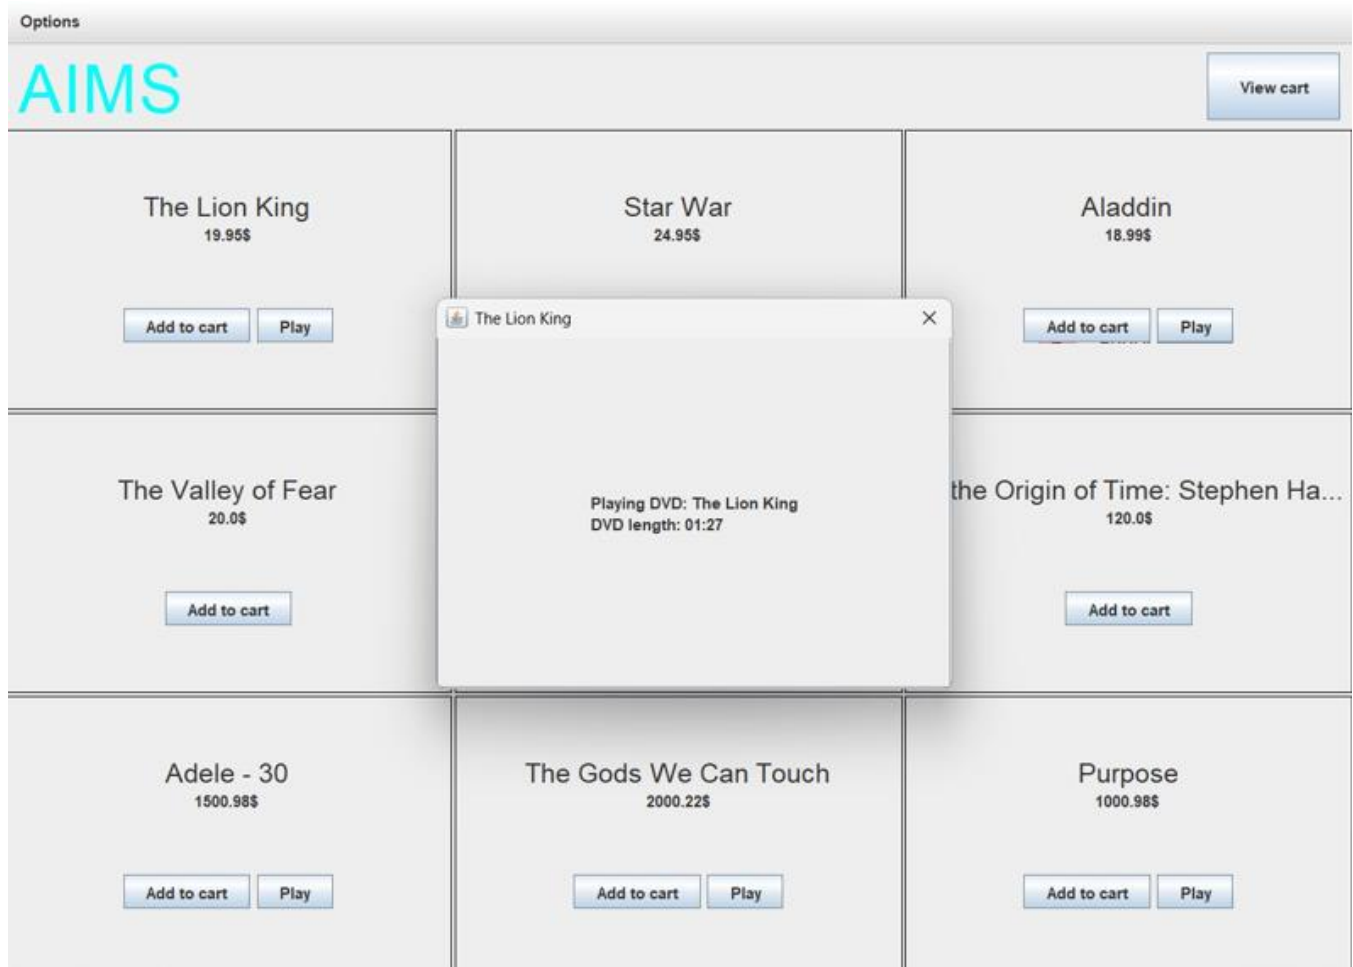 Options
AIMS
View cart
The Lion King
19.95$
Add to cart
Play
Star War
24.95$
Aladdin
18.99$
Add to cart
Play
The Lion King
Playing DVD: The Lion King
DVD length: 01:27
The Valley of Fear
20.0$
Add to cart
the Origin of Time: Stephen Ha...
120.0$
Add to cart
Adele - 30
1500.98$
Add to cart
Play
The Gods We Can Touch
2000.22$
Add to cart
Play
Purpose
1000.98$
Add to cart
Play